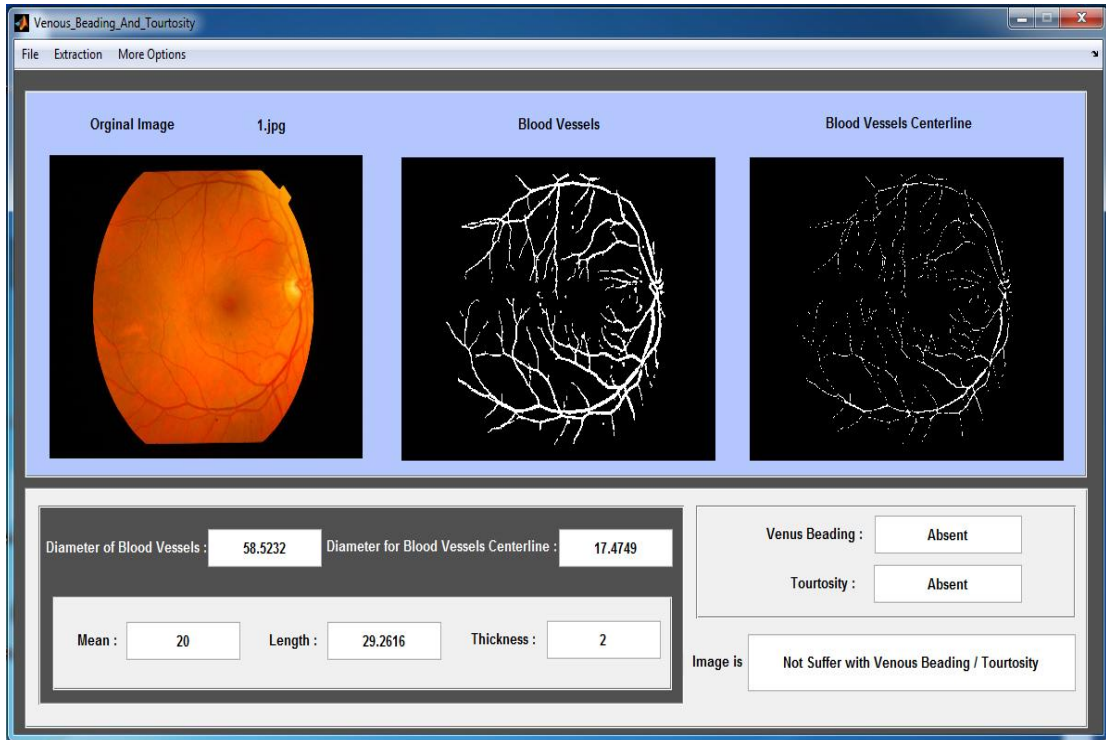 Venous_Beading_And_Tourtosity
File Extraction More Options
Orginal Image 1.jpg Blood Vessels Blood Vessels Centerline
Diameter of Blood Vessels : 58.5232 Diameter for Blood Vessels Centerline : 17.4749
Mean : 20 Length : 29.2616 Thickness : 2
Venus Beading : Absent
Tourtosity : Absent
Image is Not Suffer with Venous Beading / Tourtosity